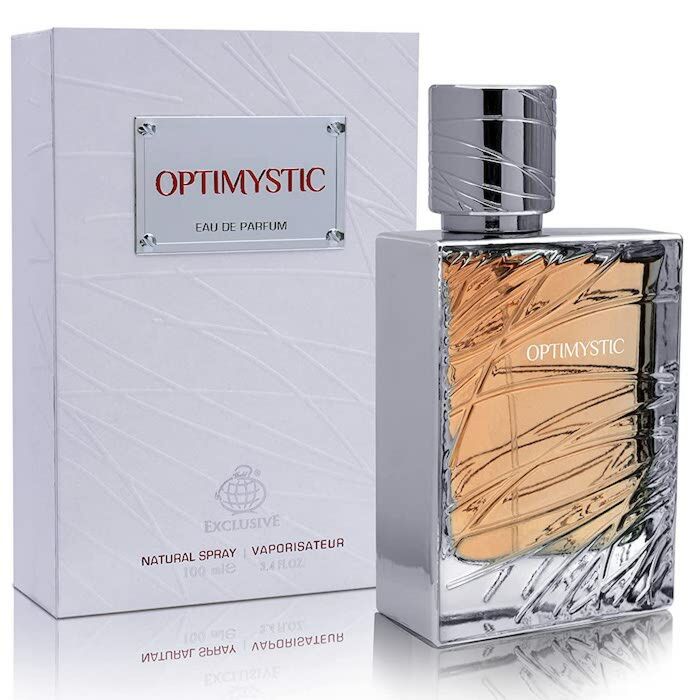 OPTIMYSTIC
EAU DE PARFUM
EXCLUSIVE
NATURAL SPRAY | VAPORISATEUR
100 ml e 3.4 FL.OZ.
OPTIMYSTIC